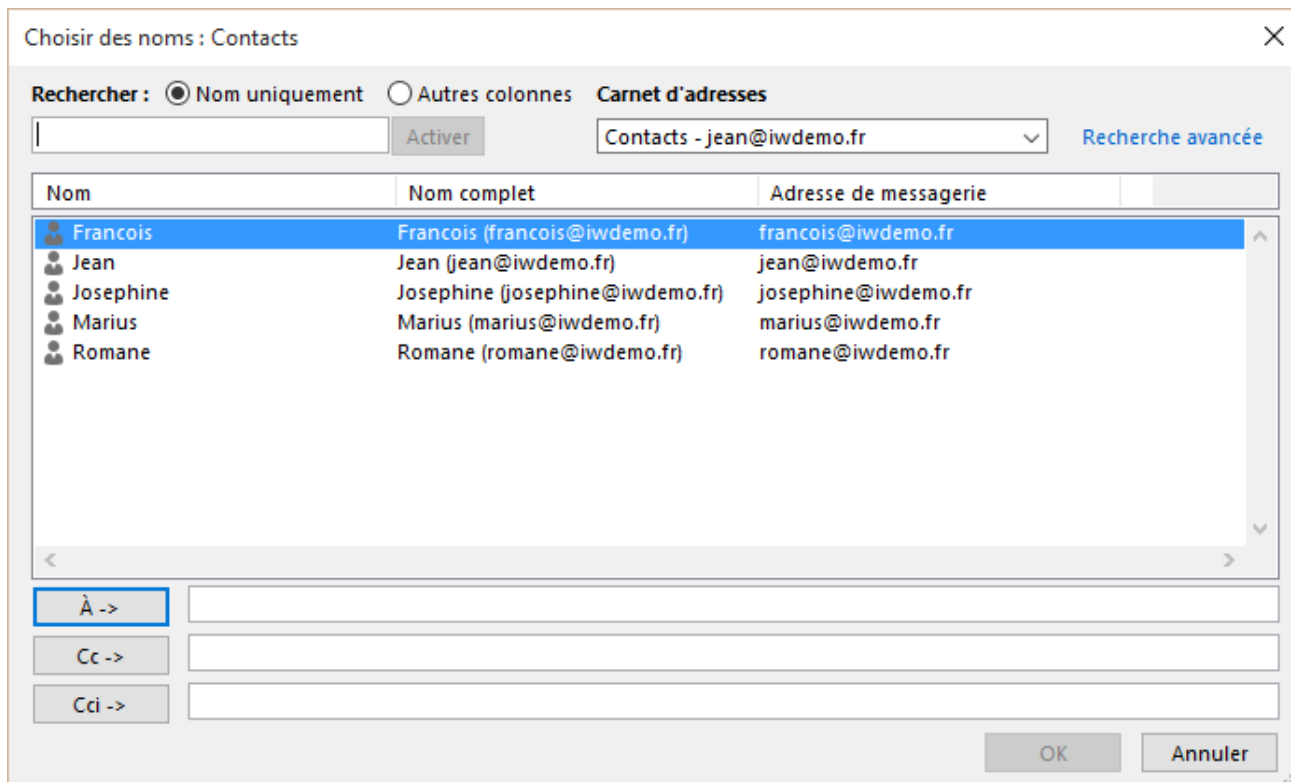 Choisir des noms : Contacts
Rechercher : Nom uniquement Autres colonnes Carnet d'adresses
Activer Contacts - jean@iwdemo.fr Recherche avancée
Nom Nom complet Adresse de messagerie
Francois Francois (francois@iwdemo.fr) francois@iwdemo.fr
Jean Jean (jean@iwdemo.fr) jean@iwdemo.fr
Josephine Josephine (josephine@iwdemo.fr) josephine@iwdemo.fr
Marius Marius (marius@iwdemo.fr) marius@iwdemo.fr
Romane Romane (romane@iwdemo.fr) romane@iwdemo.fr
À ->
Cc ->
Cci ->
OK Annuler